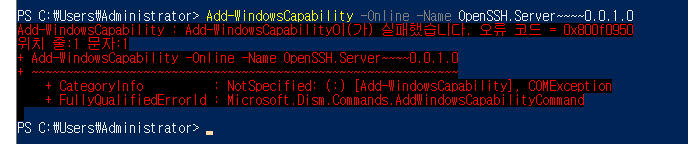 PS C:₩Users₩Administrator> Add-WindowsCapability -Online -Name OpenSSH.Server~~~~0.0.1.0
Add-WindowsCapability : Add-WindowsCapability이(가) 실패했습니다. 오류 코드 = 0x800f0950
위치 줄:1 문자:1
+ Add-WindowsCapability -Online -Name OpenSSH.Server~~~~0.0.1.0
+ ~~~~~~~~~~~~~~~~~~~~~~~~~~~~~~~~~~~~~~~~~~~~~~~~~~~~~~~~~~~~~
    + CategoryInfo          : NotSpecified: (:) [Add-WindowsCapability], COMException
    + FullyQualifiedErrorId : Microsoft.Dism.Commands.AddWindowsCapabilityCommand
PS C:₩Users₩Administrator> _